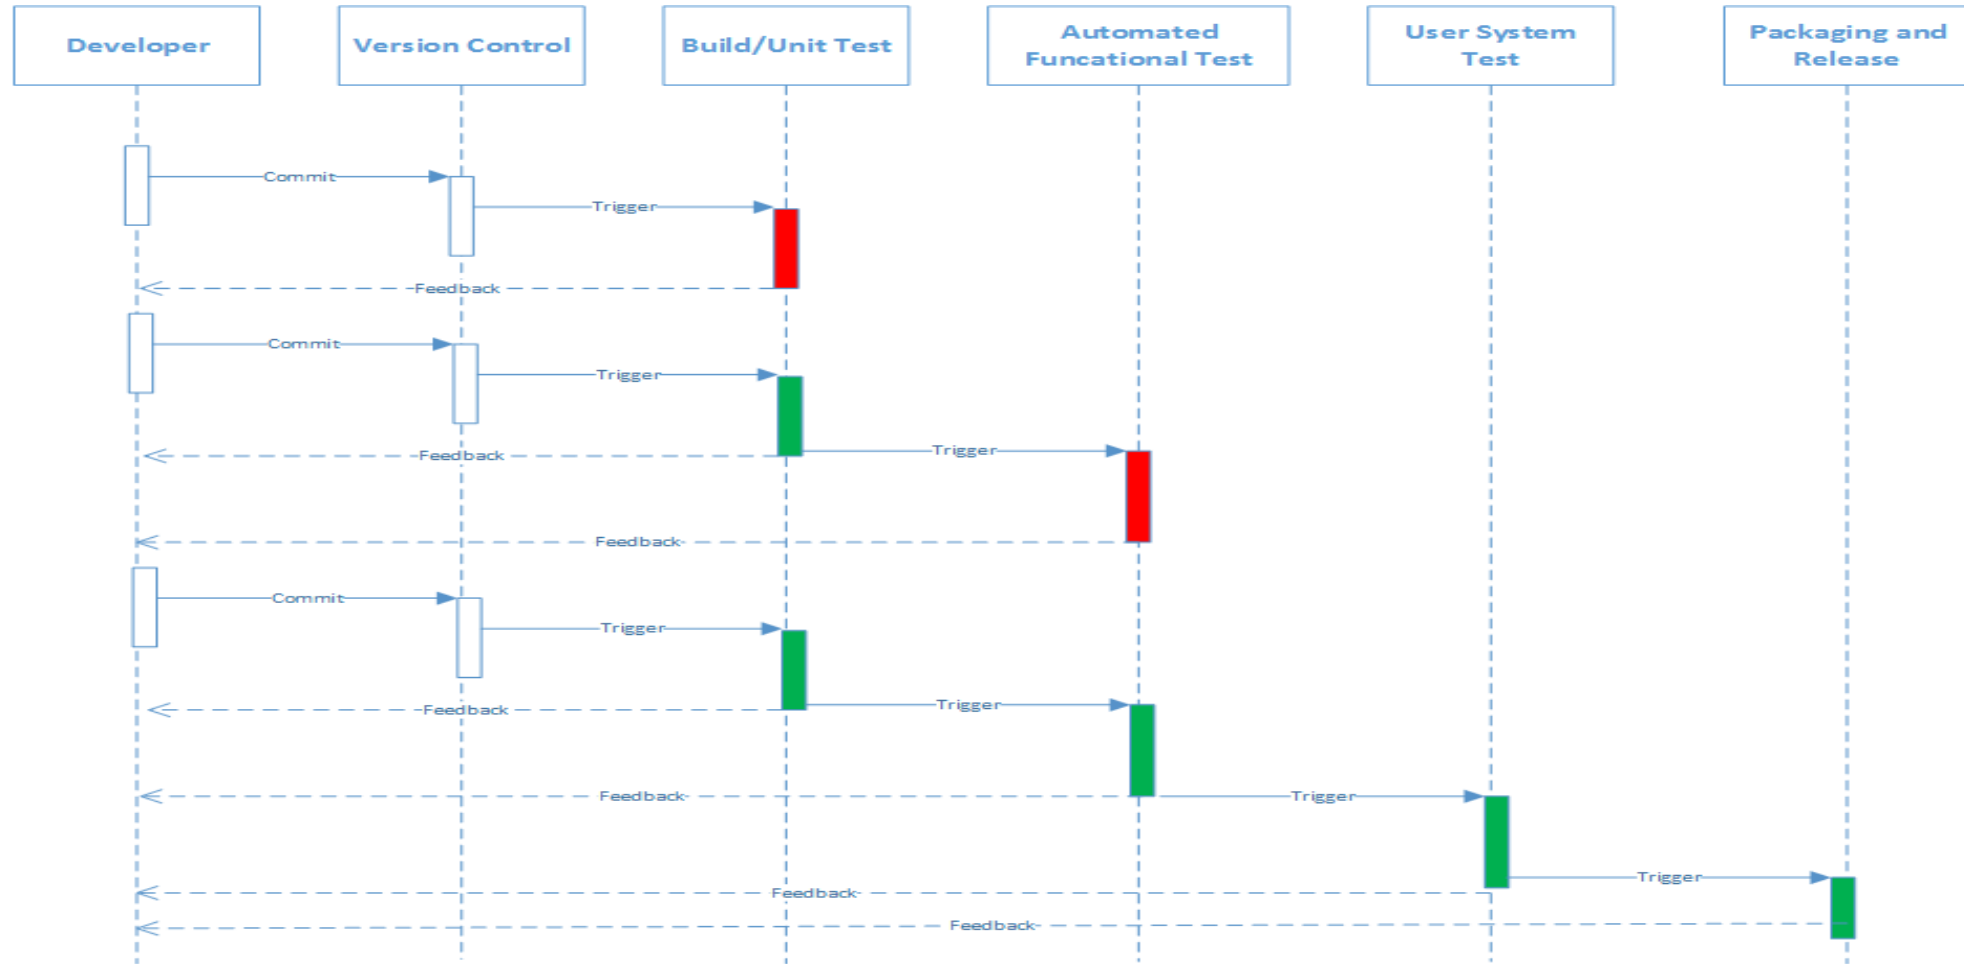 Developer
Version Control
Build/Unit Test
Automated
Funcational Test
User System
Test
Packaging and
Release
Commit
Trigger
Feedback
Commit
Trigger
Trigger
Feedback
Feedback
Commit
Trigger
Trigger
Feedback
Feedback
Trigger
Trigger
Feedback
Feedback